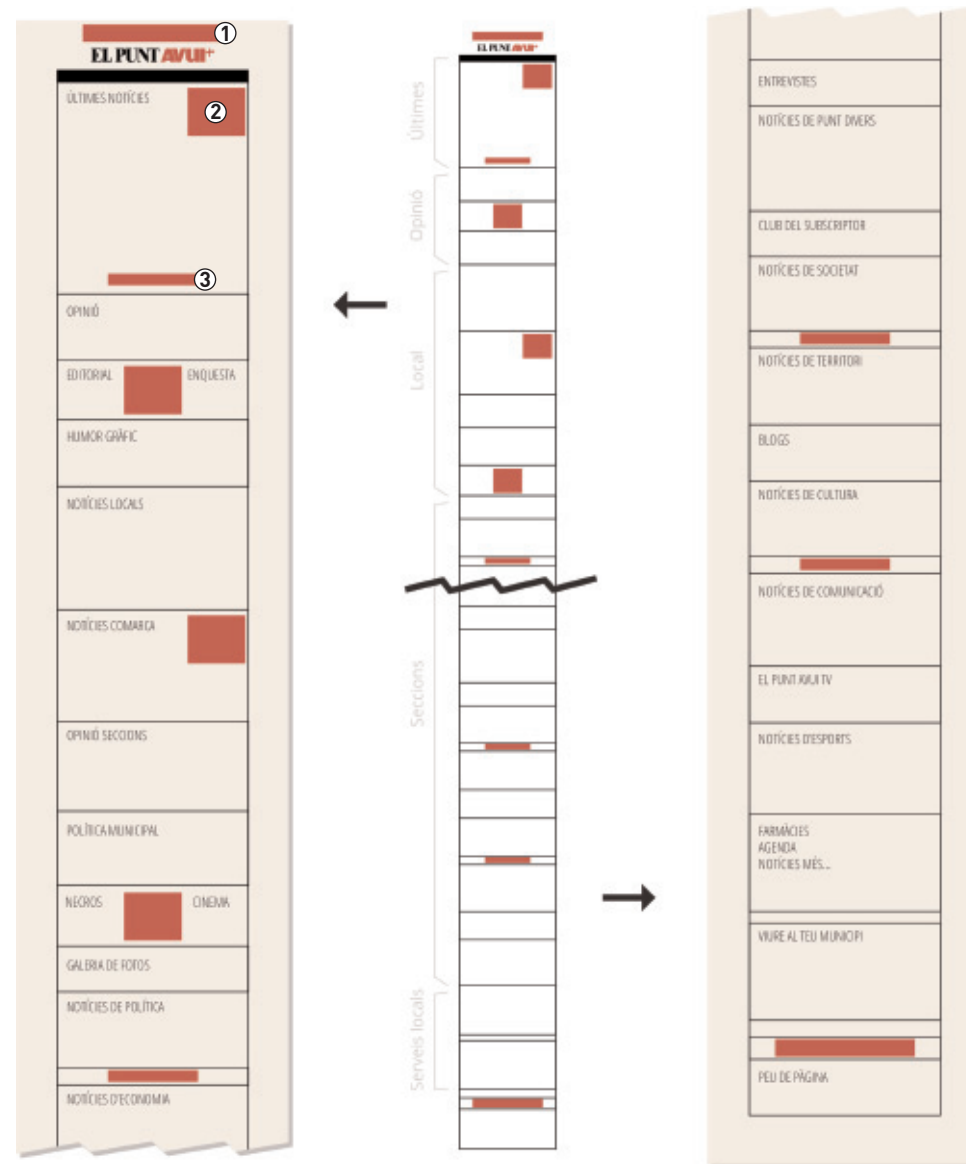 ①
EL PUNT AVUI+
ÚLTIMES NOTÍCIES
②
③
OPINIÓ
EDITORIAL
ENQUESTA
HUMOR GRÀFIC
NOTÍCIES LOCALS
NOTÍCIES COMARCA
OPINIÓ SECCIONS
POLÍTICA MUNICIPAL
NECROS
CINEMA
GALERIA DE FOTOS
NOTÍCIES DE POLÍTICA
NOTÍCIES D'ECONOMIA
EL PUNT AVUI+
Últimes
Opinió
Local
Seccions
Serveis locals
ENTREVISTES
NOTÍCIES DE PUNT DIVERS
CLUB DEL SUBSCRIPTOR
NOTÍCIES DE SOCIETAT
NOTÍCIES DE TERRITORI
BLOGS
NOTÍCIES DE CULTURA
NOTÍCIES DE COMUNICACIÓ
EL PUNT AVUI TV
NOTÍCIES D'ESPORTS
FARMÀCIES
AGENDA
NOTÍCIES MÉS...
VIURE AL TEU MUNICIPI
PEU DE PÀGINA